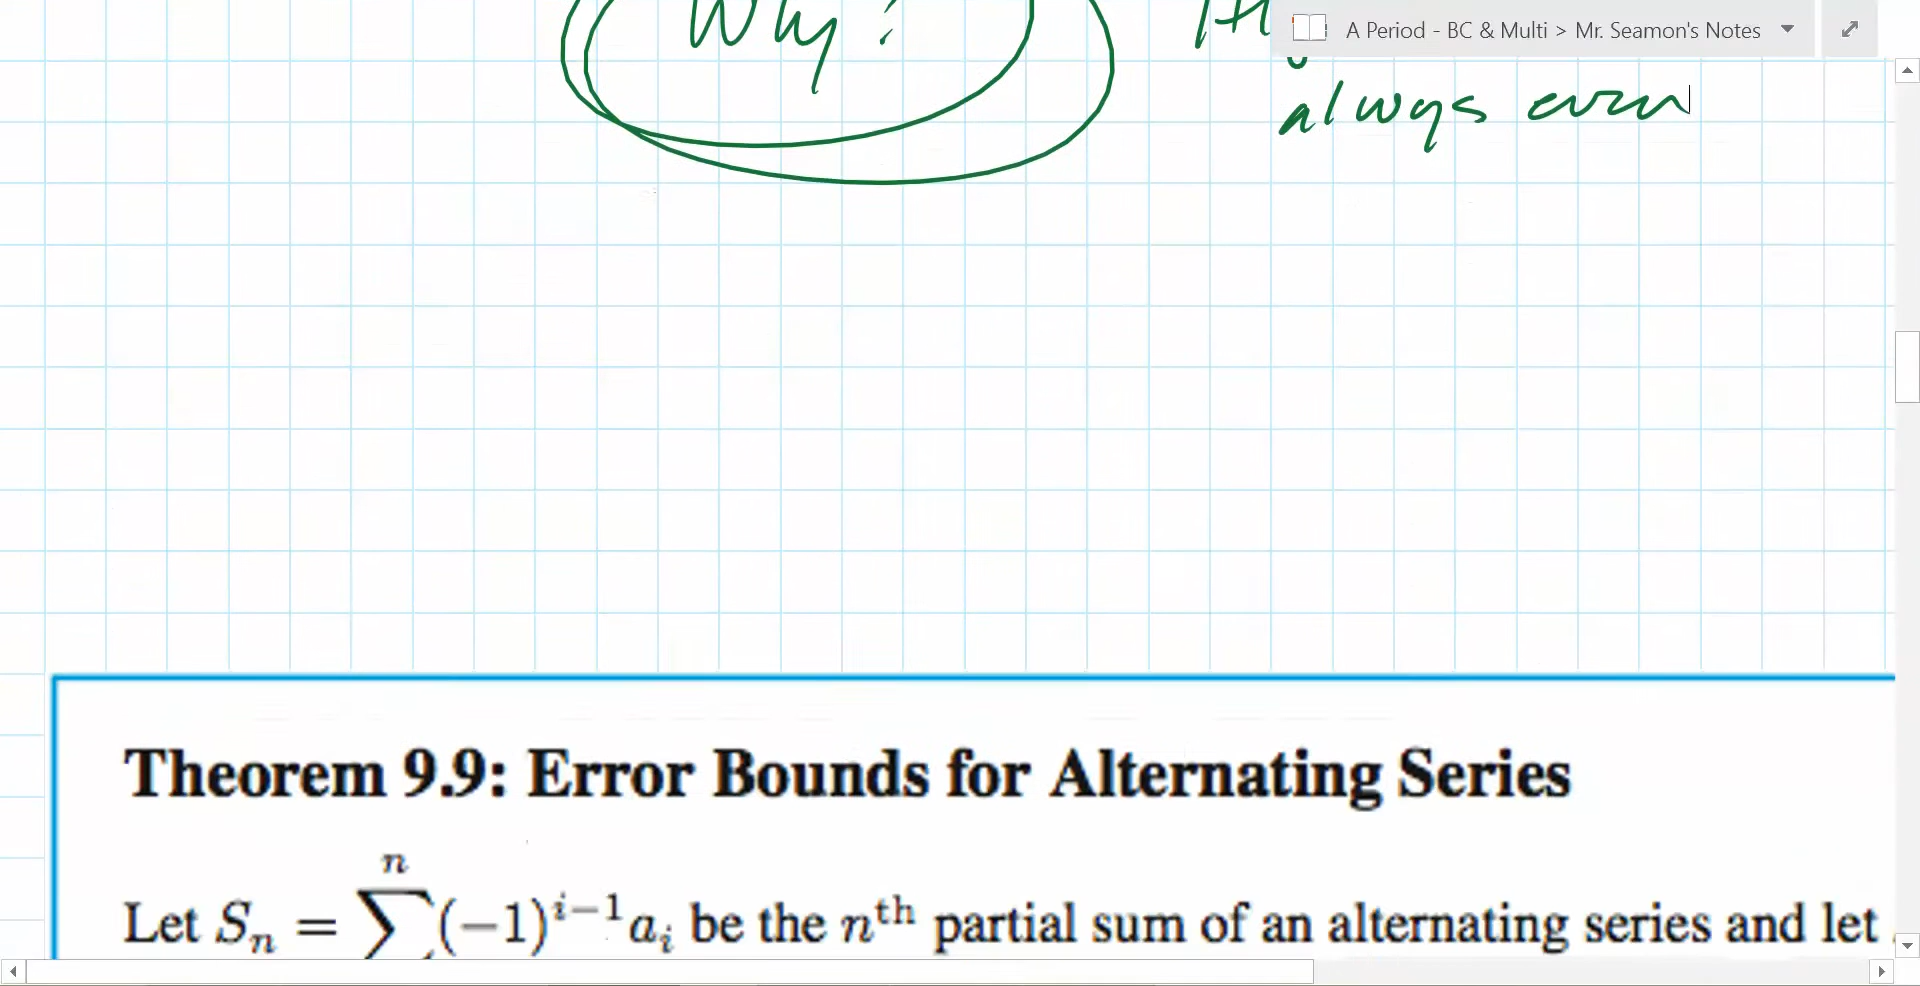 Why?
A Period - BC & Multi > Mr. Seamon's Notes
always even
Theorem 9.9: Error Bounds for Alternating Series
n
Let Sₙ = ∑(−1)ⁱ⁻¹aᵢ be the nᵗʰ partial sum of an alternating series and let